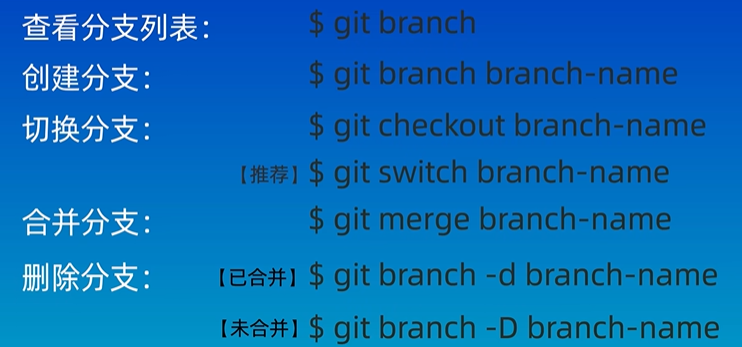 查看分支列表： $ git branch
创建分支： $ git branch branch-name
切换分支： $ git checkout branch-name
【推荐】 $ git switch branch-name
合并分支： $ git merge branch-name
删除分支： 【已合并】 $ git branch -d branch-name
【未合并】 $ git branch -D branch-name